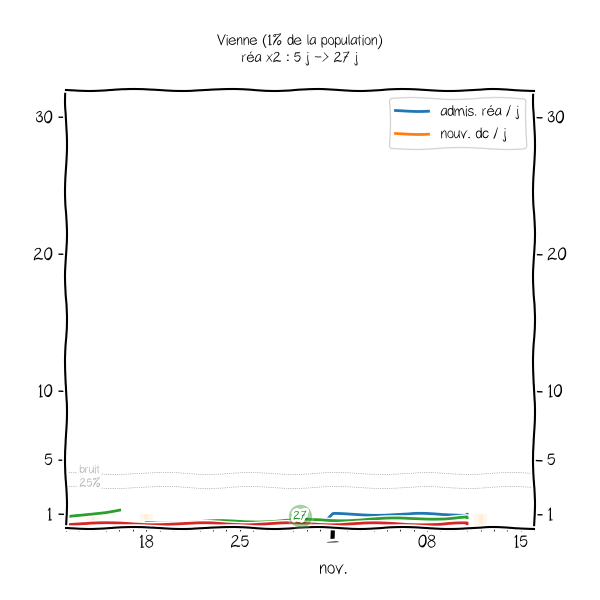 Vienne (1% de la population)
réa x2 : 5 j -> 27 j
admis. réa / j
nouv. dc / j
30 30
20 20
10 10
5 5
bruit
25%
1 27 1
18 25 1 08 15
nov.